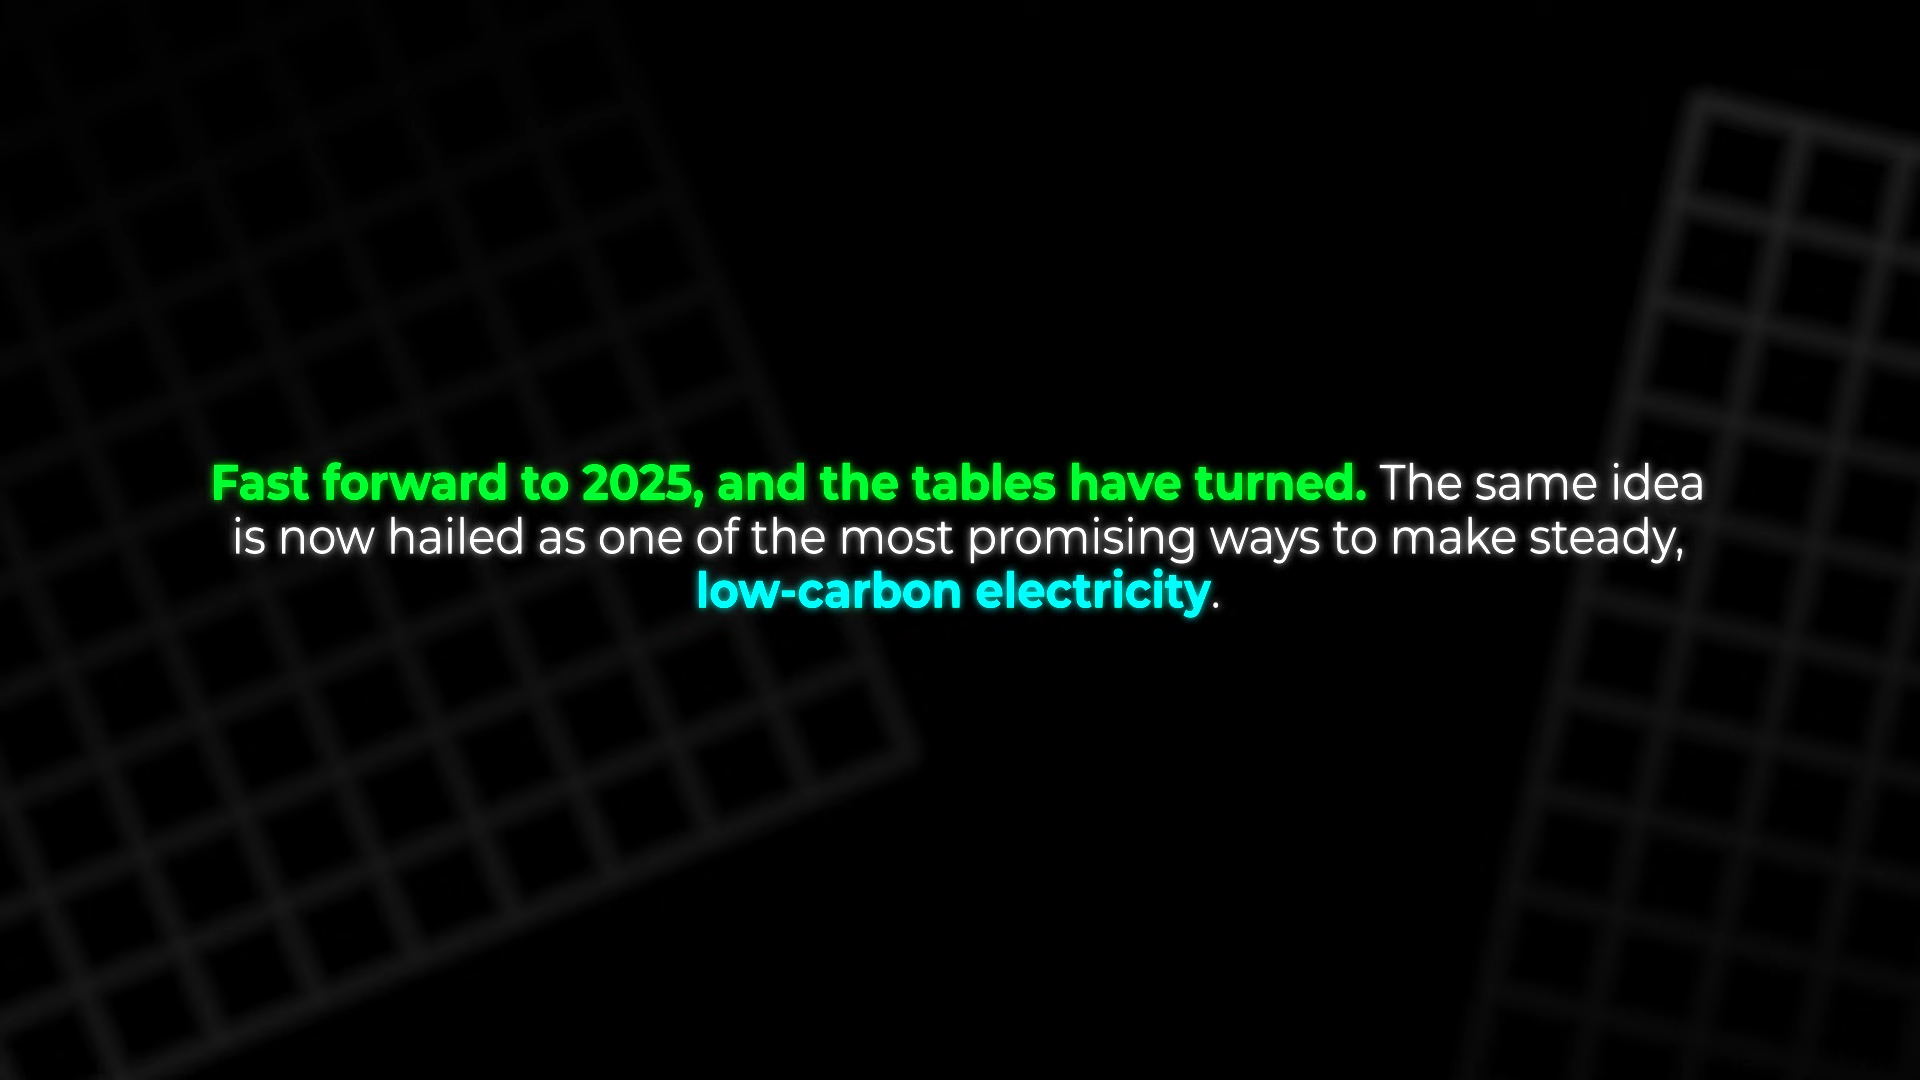 Fast forward to 2025, and the tables have turned. The same idea
is now hailed as one of the most promising ways to make steady,
low-carbon electricity.